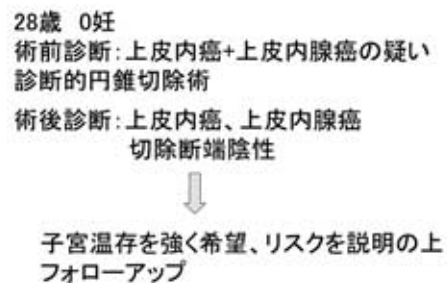 28歳 0妊
術前診断:上皮内癌+上皮内腺癌の疑い
診断的円錐切除術
術後診断:上皮内癌、上皮内腺癌
切除断端陰性
子宮温存を強く希望、リスクを説明の上
フォローアップ